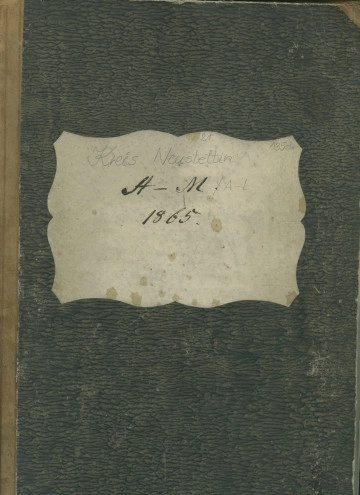 Kreis Neustettin
A – M.
1865.